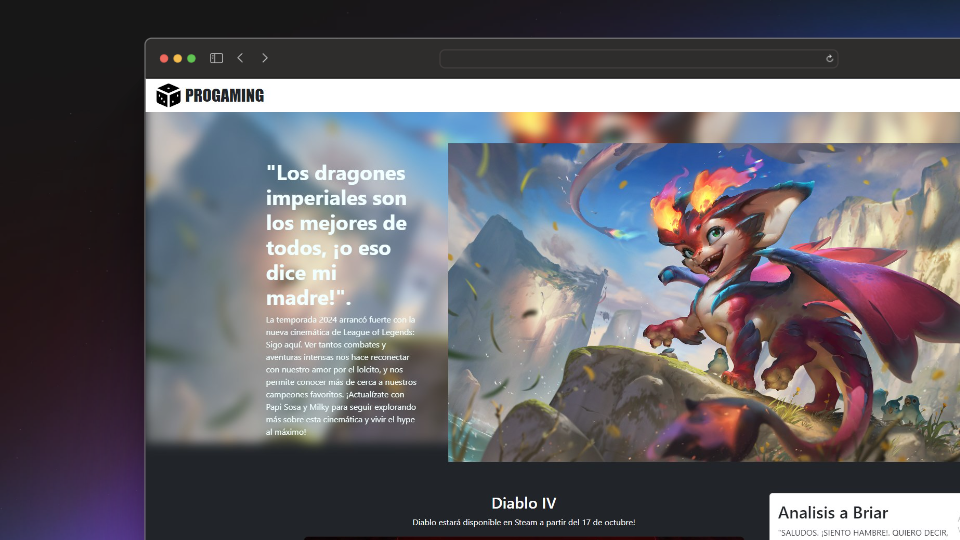 PROGAMING
"Los dragones
imperiales son
los mejores de
todos, ¡o eso
dice mi
madre!".
La temporada 2024 arrancó fuerte con la
nueva cinemática de League of Legends:
Sigo aquí. Ver tantos combates y
aventuras intensas nos hace reconectar
con nuestro amor por el lolcito, y nos
permite conocer más de cerca a nuestros
campeones favoritos. ¡Actualízate con
Papi Sosa y Milky para seguir explorando
más sobre esta cinemática y vivir el hype
al máximo!
Diablo IV
Diablo estará disponible en Steam a partir del 17 de octubre!
Analisis a Briar
"SALUDOS. ¡SIENTO HAMBRE!. QUIERO DECIR,